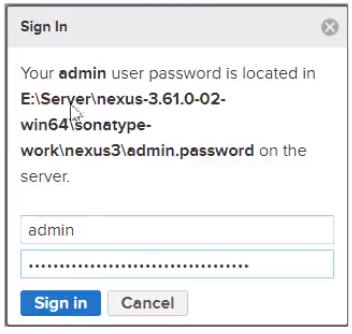 Sign In
Your admin user password is located in
E:\Server\nexus-3.61.0-02-
win64\sonatype-
work\nexus3\admin.password on the
server.
admin
••••••••••••••••••••••••••••••••••••
Sign in Cancel